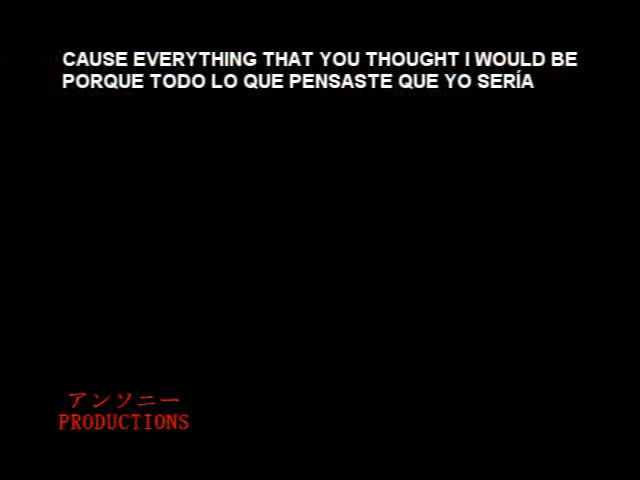 CAUSE EVERYTHING THAT YOU THOUGHT I WOULD BE
PORQUE TODO LO QUE PENSASTE QUE YO SERÍA
アンソニー
PRODUCTIONS